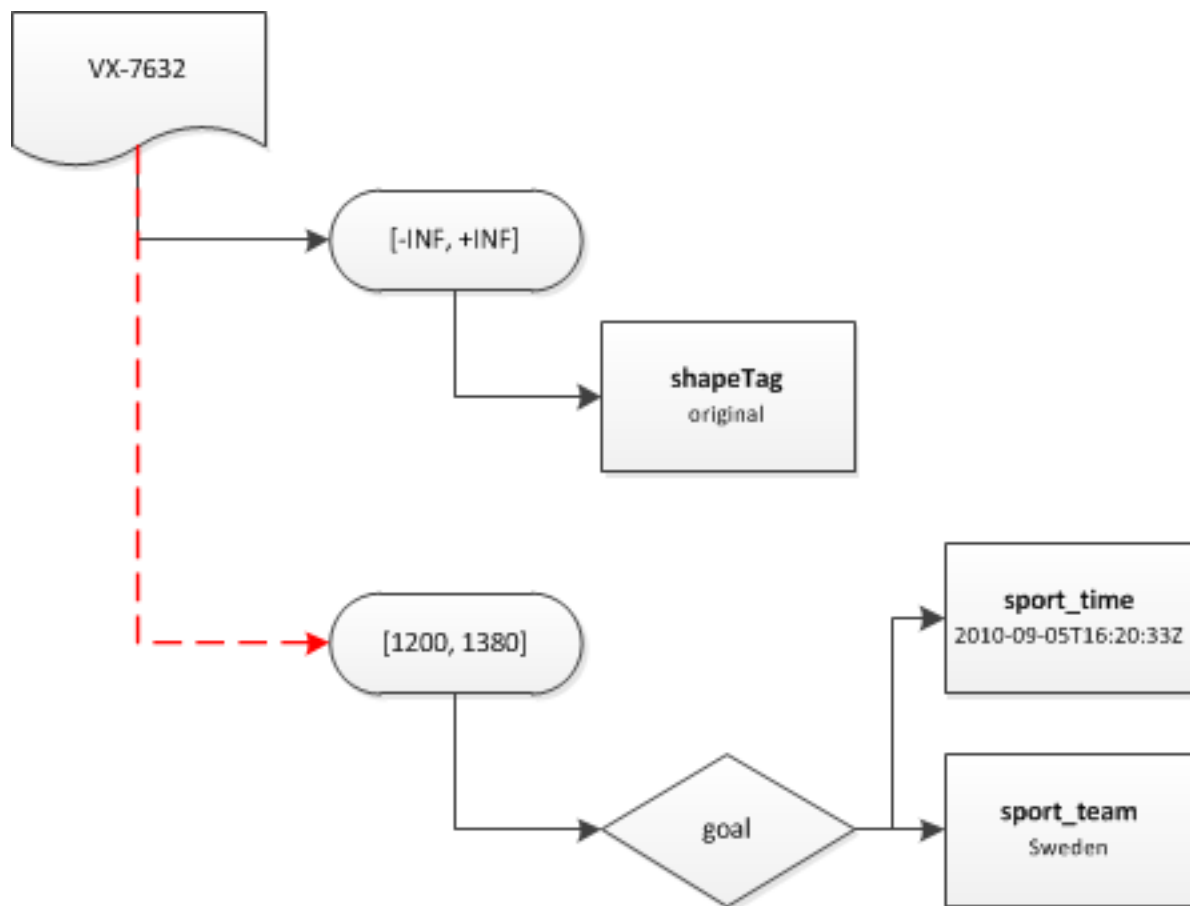 VX-7632
[-INF, +INF]
shapeTag
original
[1200, 1380]
sport_time
2010-09-05T16:20:33Z
goal
sport_team
Sweden